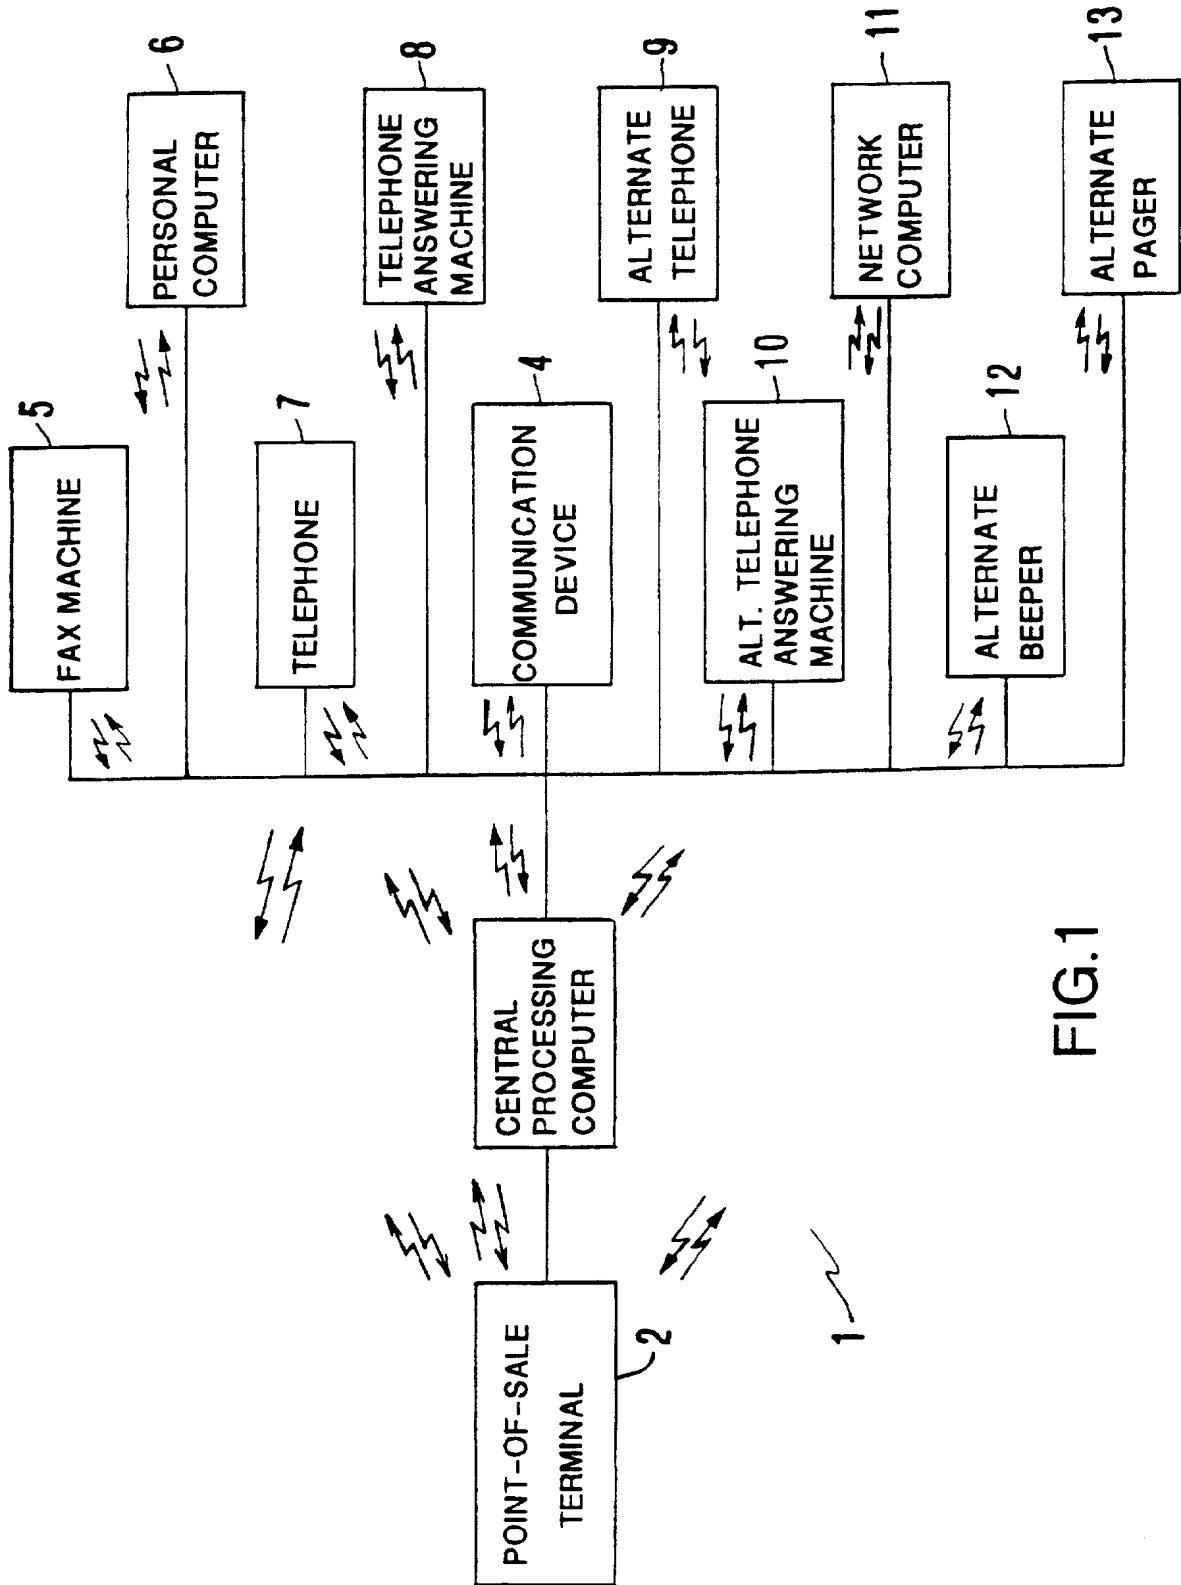 5
FAX MACHINE
6
PERSONAL
COMPUTER
7
TELEPHONE
8
TELEPHONE
ANSWERING
MACHINE
4
COMMUNICATION
DEVICE
9
ALTERNATE
TELEPHONE
10
ALT. TELEPHONE
ANSWERING
MACHINE
11
NETWORK
COMPUTER
12
ALTERNATE
BEEPER
13
ALTERNATE
PAGER
CENTRAL
PROCESSING
COMPUTER
POINT-OF-SALE
TERMINAL
2
1
FIG.1